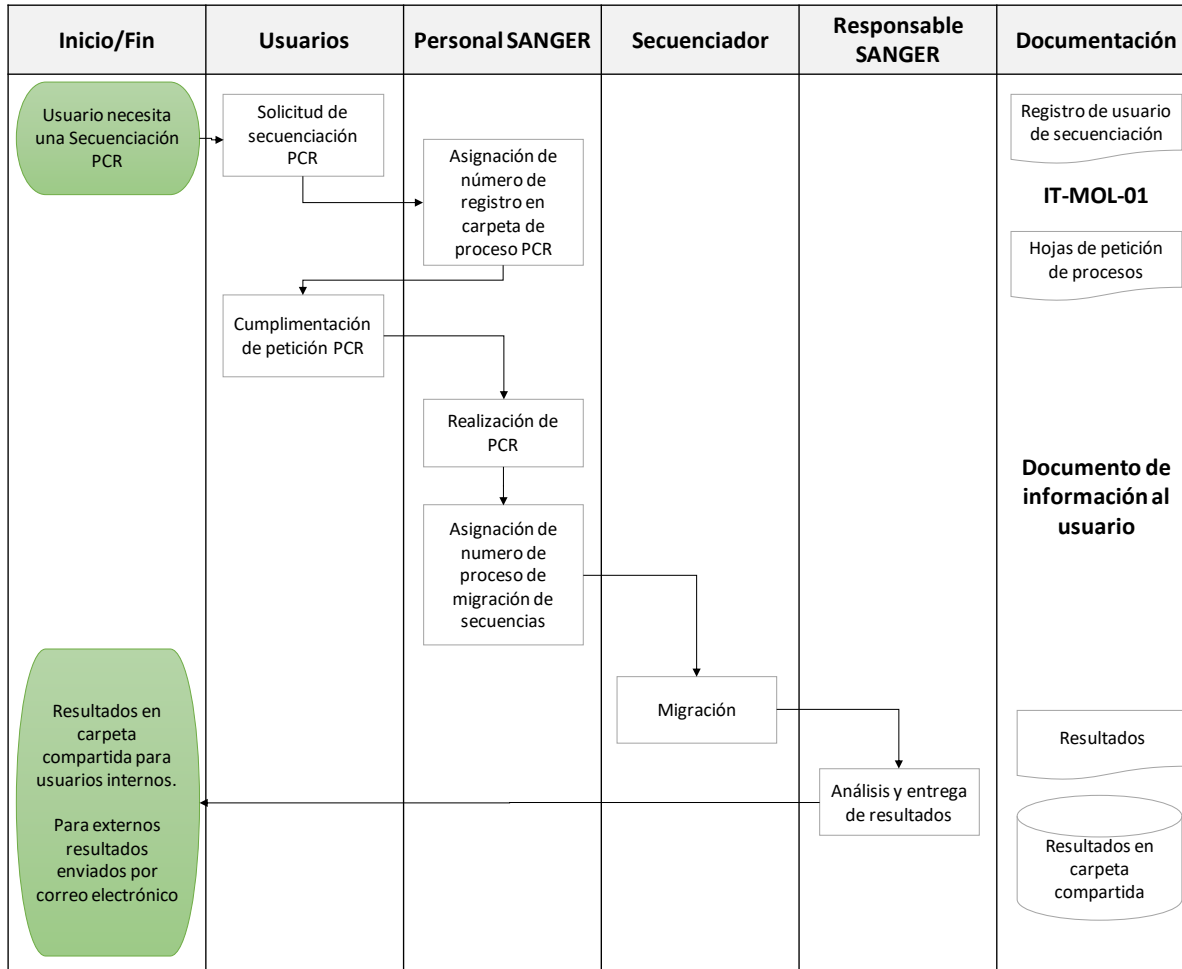 Inicio/Fin
Usuarios
Personal SANGER
Secuenciador
Responsable
SANGER
Documentación
Usuario necesita
una Secuenciación
PCR
Solicitud de
secuenciación
PCR
Registro de usuario
de secuenciación
Asignación de
número de
registro en
carpeta de
proceso PCR
IT-MOL-01
Hojas de petición
de procesos
Cumplimentación
de petición PCR
Realización de
PCR
Documento de
información al
usuario
Asignación de
numero de
proceso de
migración de
secuencias
Migración
Resultados
Análisis y entrega
de resultados
Resultados en
carpeta
compartida para
usuarios internos.
Para externos
resultados
enviados por
correo electrónico
Resultados en
carpeta
compartida